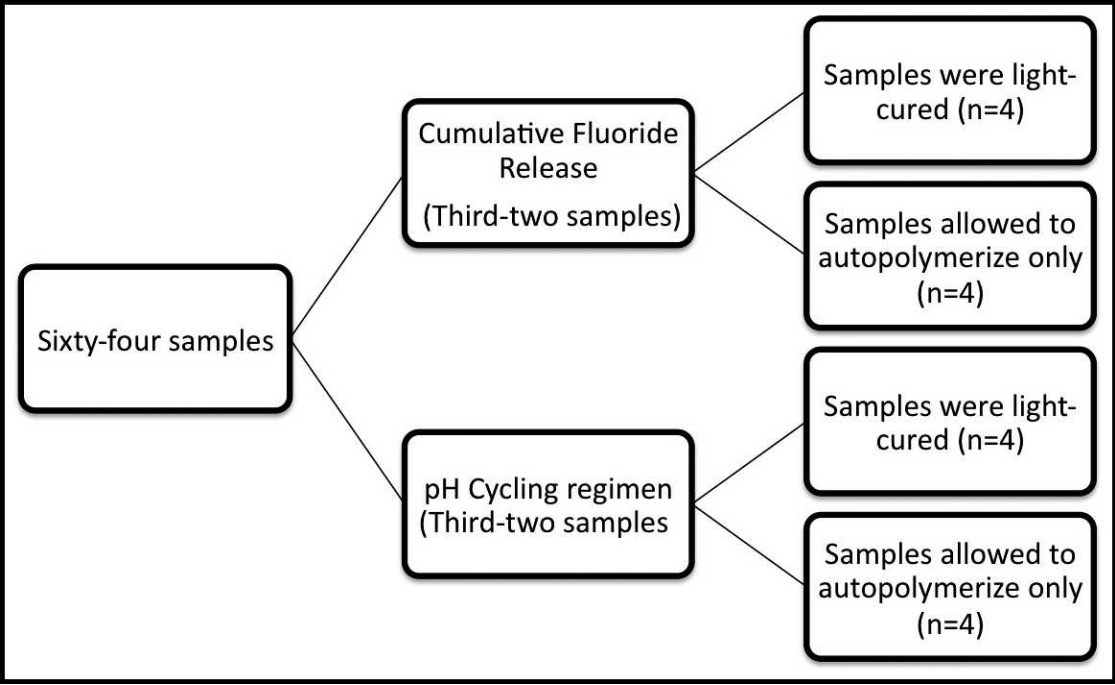 Sixty-four samples
Cumulative Fluoride
Release
(Third-two samples)
pH Cycling regimen
(Third-two samples
Samples were light-
cured (n=4)
Samples allowed to
autopolymerize only
(n=4)
Samples were light-
cured (n=4)
Samples allowed to
autopolymerize only
(n=4)